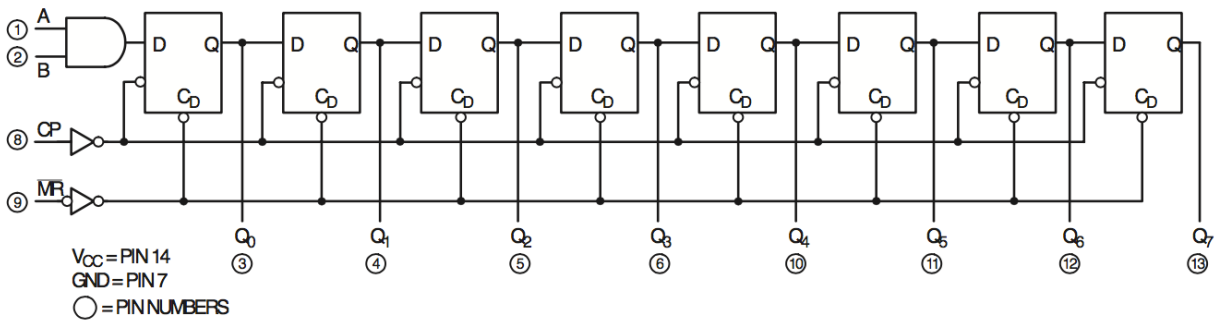 A
1
2
B
D Q D Q D Q D Q D Q D Q D Q D Q
CD CD CD CD CD CD CD CD
8 CP
9 MR
Q0 Q1 Q2 Q3 Q4 Q5 Q6 Q7
3 4 5 6 10 11 12 13
VCC = PIN 14
GND = PIN 7
= PIN NUMBERS